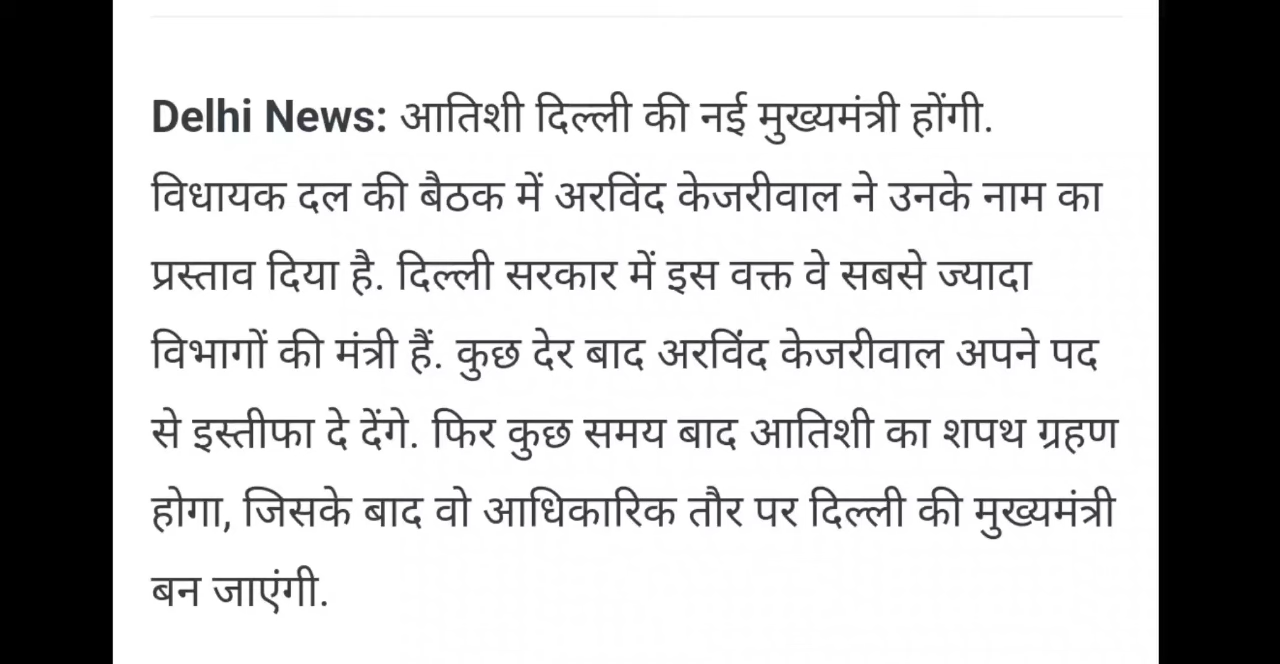 Delhi News: आतिशी दिल्ली की नई मुख्यमंत्री होंगी.
विधायक दल की बैठक में अरविंद केजरीवाल ने उनके नाम का
प्रस्ताव दिया है. दिल्ली सरकार में इस वक्त वे सबसे ज्यादा
विभागों की मंत्री हैं. कुछ देर बाद अरविंद केजरीवाल अपने पद
से इस्तीफा दे देंगे. फिर कुछ समय बाद आतिशी का शपथ ग्रहण
होगा, जिसके बाद वो आधिकारिक तौर पर दिल्ली की मुख्यमंत्री
बन जाएंगी.